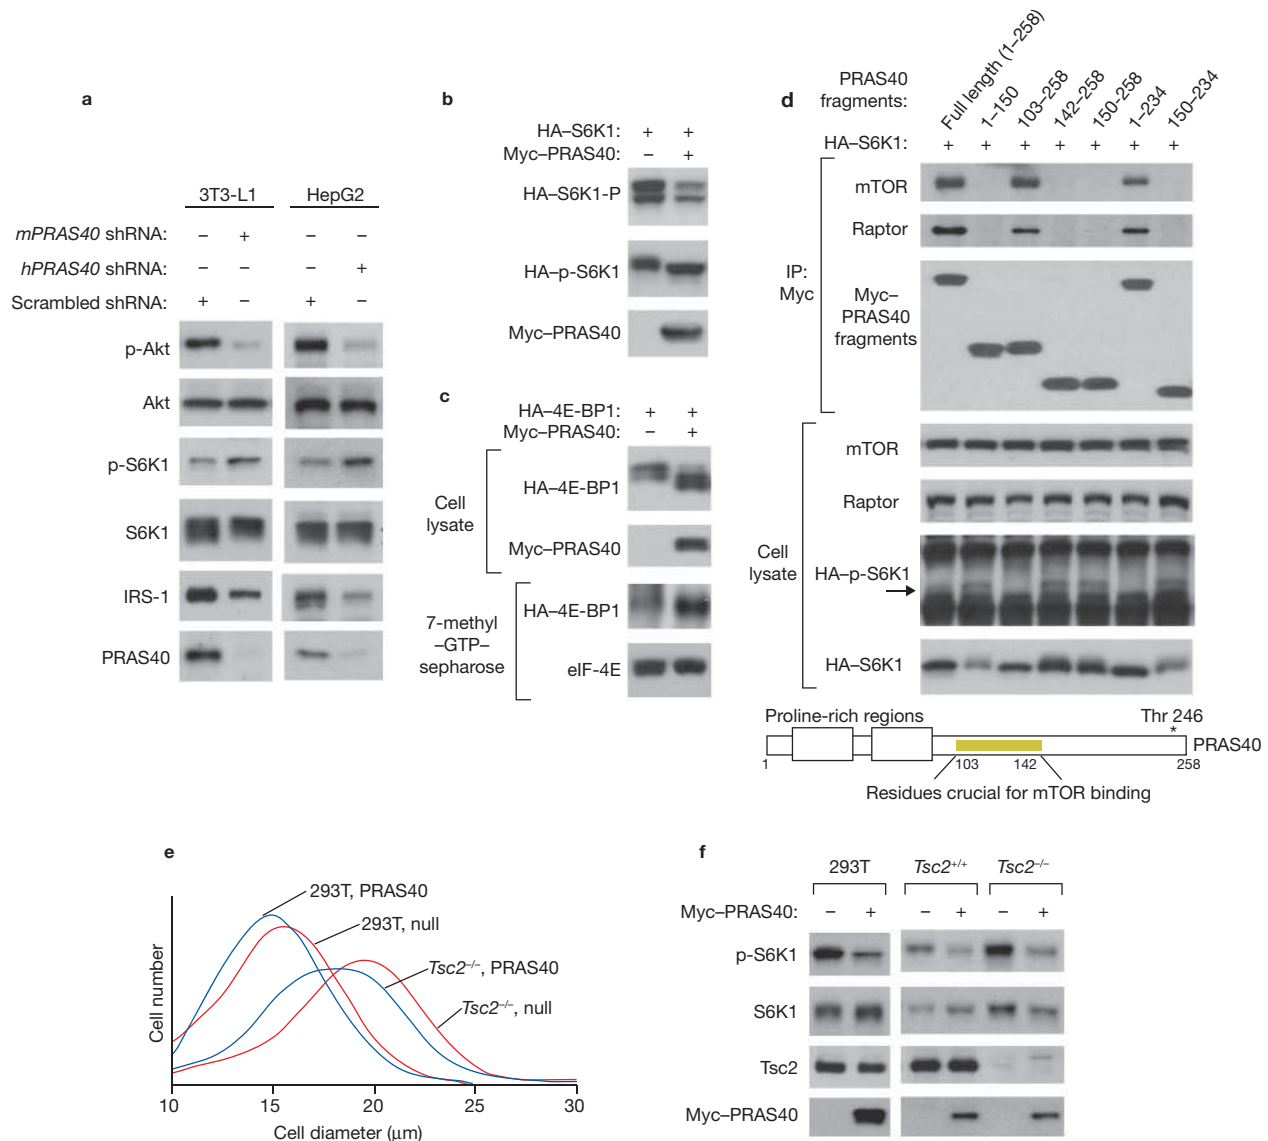 a
3T3-L1 HepG2
mPRAS40 shRNA: – + – –
hPRAS40 shRNA: – – – +
Scrambled shRNA: + – + –
p-Akt
Akt
p-S6K1
S6K1
IRS-1
PRAS40
b
HA–S6K1: + +
Myc–PRAS40: – +
HA–S6K1-P
HA–p-S6K1
Myc–PRAS40
c
HA–4E-BP1: + +
Myc–PRAS40: – +
Cell lysate
HA–4E-BP1
Myc–PRAS40
7-methyl
–GTP–
sepharose
HA–4E-BP1
eIF-4E
d
PRAS40
fragments:
Full length (1–258)
1–150
103–258
142–258
150–258
1–234
150–234
HA–S6K1: + + + + + + +
IP:
Myc
mTOR
Raptor
Myc–
PRAS40
fragments
Cell
lysate
mTOR
Raptor
HA–p-S6K1
HA–S6K1
Proline-rich regions
Thr 246
*
PRAS40
1 103 142 258
Residues crucial for mTOR binding
e
Cell number
293T, PRAS40
293T, null
Tsc2–/–, PRAS40
Tsc2–/–, null
10 15 20 25 30
Cell diameter (μm)
f
293T Tsc2+/+ Tsc2–/–
Myc–PRAS40: – + – + – +
p-S6K1
S6K1
Tsc2
Myc–PRAS40